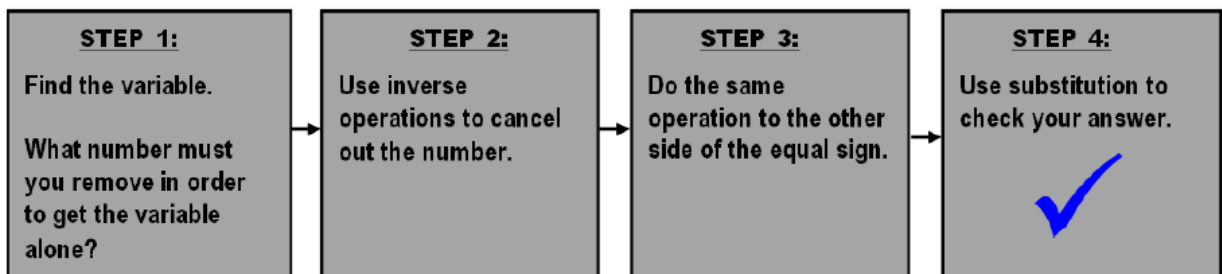 STEP 1:
Find the variable.
What number must
you remove in order
to get the variable
alone?
STEP 2:
Use inverse
operations to cancel
out the number.
STEP 3:
Do the same
operation to the other
side of the equal sign.
STEP 4:
Use substitution to
check your answer.